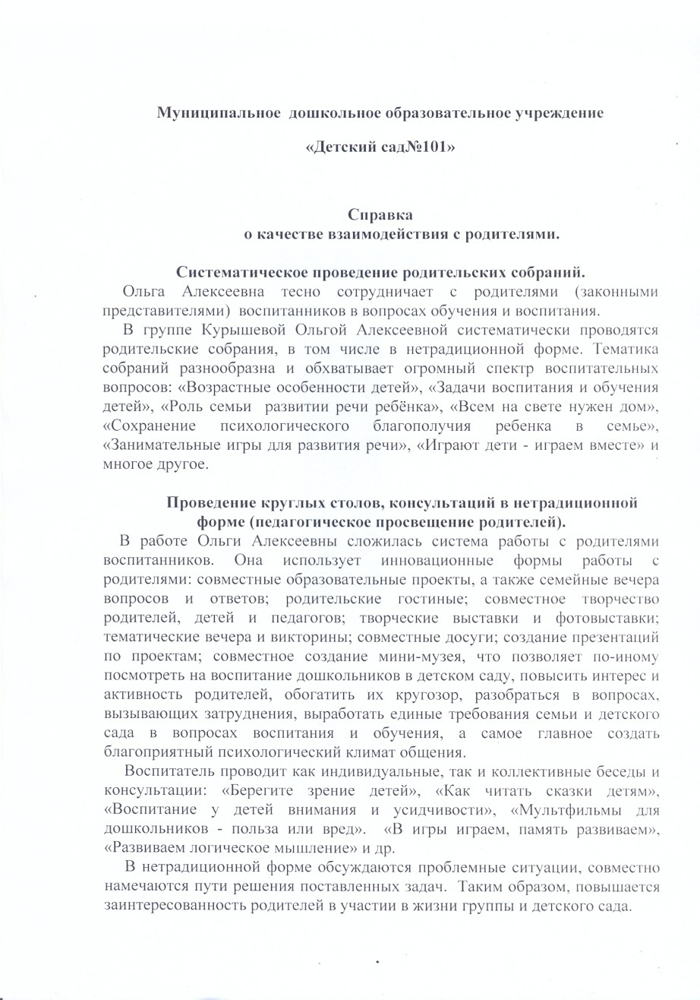 Муниципальное дошкольное образовательное учреждение
«Детский сад№101»
Справка
о качестве взаимодействия с родителями.
Систематическое проведение родительских собраний.
Ольга Алексеевна тесно сотрудничает с родителями (законными
представителями) воспитанников в вопросах обучения и воспитания.
В группе Курышевой Ольгой Алексеевной систематически проводятся
родительские собрания, в том числе в нетрадиционной форме. Тематика
собраний разнообразна и обхватывает огромный спектр воспитательных
вопросов: «Возрастные особенности детей», «Задачи воспитания и обучения
детей», «Роль семьи развитии речи ребёнка», «Всем на свете нужен дом»,
«Сохранение психологического благополучия ребенка в семье»,
«Занимательные игры для развития речи», «Играют дети - играем вместе» и
многое другое.
Проведение круглых столов, консультаций в нетрадиционной
форме (педагогическое просвещение родителей).
В работе Ольги Алексеевны сложилась система работы с родителями
воспитанников. Она использует инновационные формы работы с
родителями: совместные образовательные проекты, а также семейные вечера
вопросов и ответов; родительские гостиные; совместное творчество
родителей, детей и педагогов; творческие выставки и фотовыставки;
тематические вечера и викторины; совместные досуги; создание презентаций
по проектам; совместное создание мини-музея, что позволяет по-иному
посмотреть на воспитание дошкольников в детском саду, повысить интерес и
активность родителей, обогатить их кругозор, разобраться в вопросах,
вызывающих затруднения, выработать единые требования семьи и детского
сада в вопросах воспитания и обучения, а самое главное создать
благоприятный психологический климат общения.
Воспитатель проводит как индивидуальные, так и коллективные беседы и
консультации: «Берегите зрение детей», «Как читать сказки детям»,
«Воспитание у детей внимания и усидчивости», «Мультфильмы для
дошкольников - польза или вред». «В игры играем, память развиваем»,
«Развиваем логическое мышление» и др.
В нетрадиционной форме обсуждаются проблемные ситуации, совместно
намечаются пути решения поставленных задач. Таким образом, повышается
заинтересованность родителей в участии в жизни группы и детского сада.